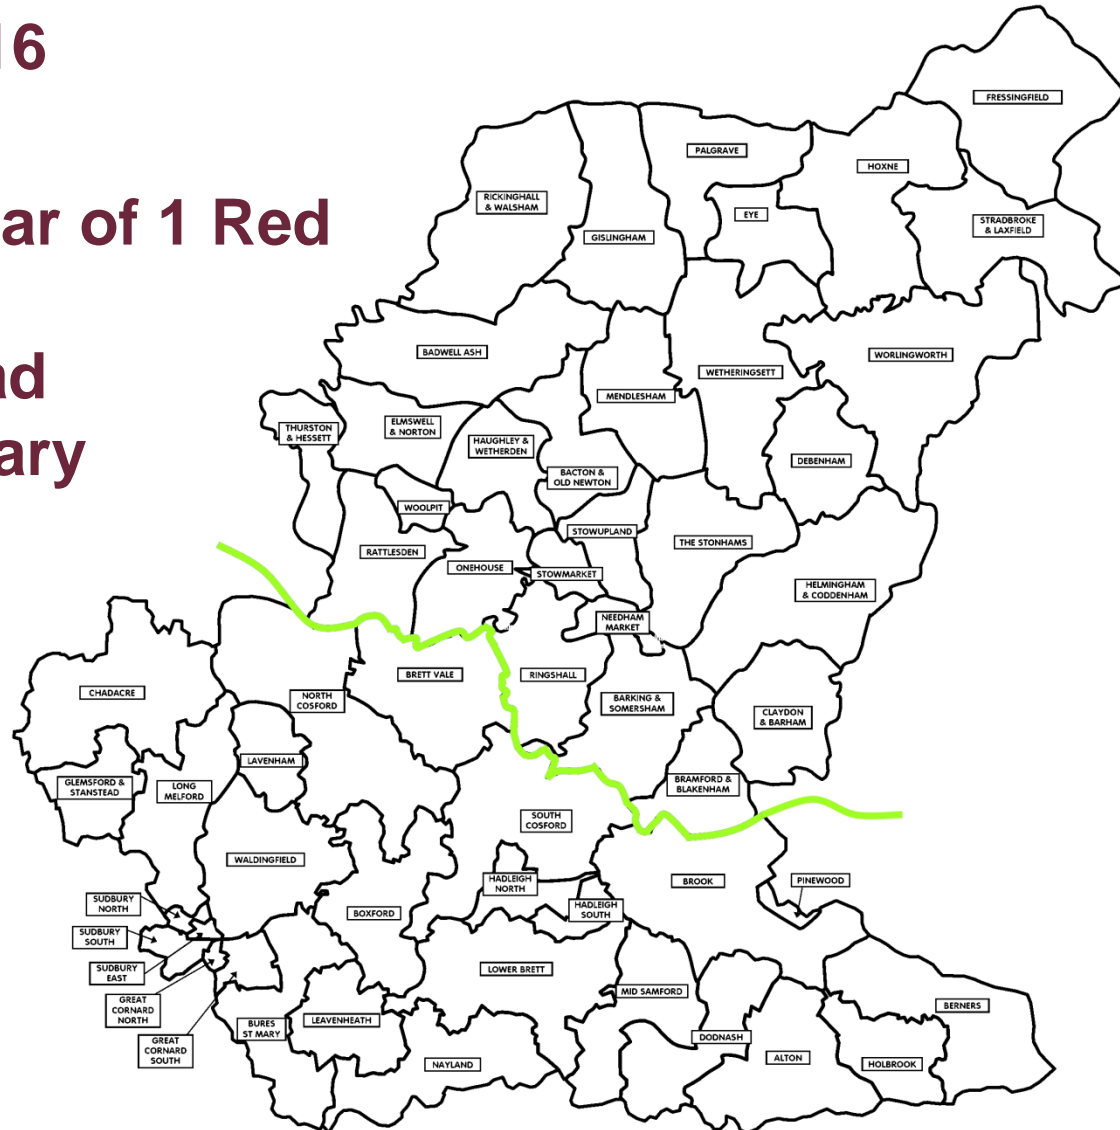 16
ar of 1 Red
ad
ary
FRESSINGFIELD
PALGRAVE
HOXNE
RICKINGHALL
& WALSHAM
EYE
STRADBROKE
& LAXFIELD
GISLINGHAM
BADWELL ASH
WORLINGWORTH
WETHERINGSETT
MENDLESHAM
THURSTON
& HESSETT
ELMSWELL
& NORTON
HAUGHLEY &
WETHERDEN
DEBENHAM
BACTON &
OLD NEWTON
WOOLPIT
STOWUPLAND
RATTLESDEN
THE STONHAMS
ONEHOUSE
STOWMARKET
HELMINGHAM
& CODDENHAM
NEEDHAM
MARKET
BRETT VALE
RINGSHALL
CHADACRE
NORTH
COSFORD
BARKING &
SOMERSHAM
CLAYDON
& BARHAM
LAVENHAM
GLEMSFORD &
STANSTEAD
LONG
MELFORD
BRAMFORD &
BLAKENHAM
SOUTH
COSFORD
WALDINGFIELD
HADLEIGH
NORTH
BROOK
PINEWOOD
SUDBURY
NORTH
BOXFORD
HADLEIGH
SOUTH
SUDBURY
SOUTH
SUDBURY
EAST
LOWER BRETT
MID SAMFORD
GREAT
CORNARD
NORTH
BERNERS
BURES
ST MARY
LEAVENHEATH
DODNASH
GREAT
CORNARD
SOUTH
NAYLAND
ALTON
HOLBROOK